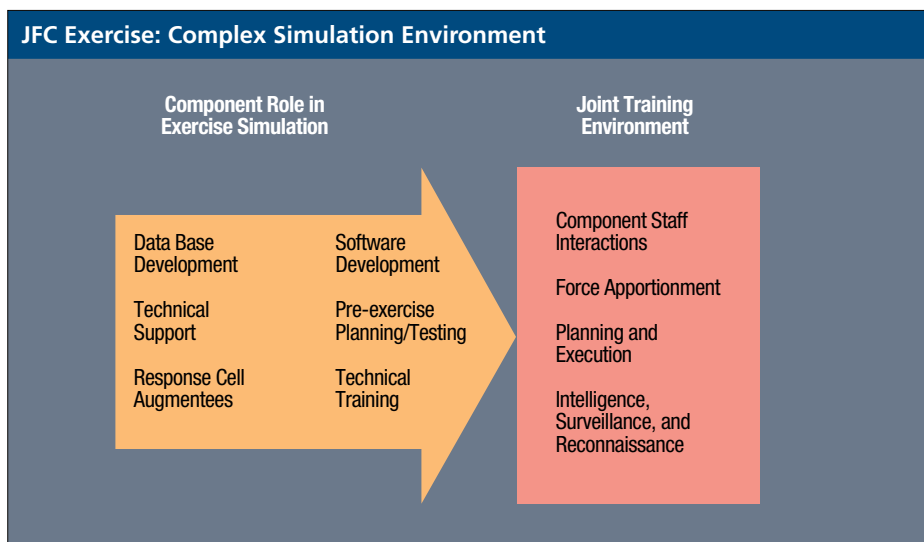 JFC Exercise: Complex Simulation Environment
Component Role in
Exercise Simulation
Joint Training
Environment
Data Base
Development
Technical
Support
Response Cell
Augmentees
Software
Development
Pre-exercise
Planning/Testing
Technical
Training
Component Staff
Interactions
Force Apportionment
Planning and
Execution
Intelligence,
Surveillance, and
Reconnaissance